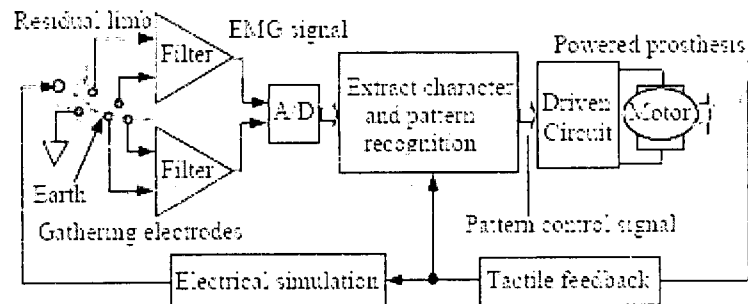 Residual limb
EMG signal
Filter
Powered prosthesis
A/D
Extract character
and pattern
recognition
Driven
Circuit
Motor
Filter
Earth
Gathering electrodes
Pattern control signal
Electrical simulation
Tactile feedback